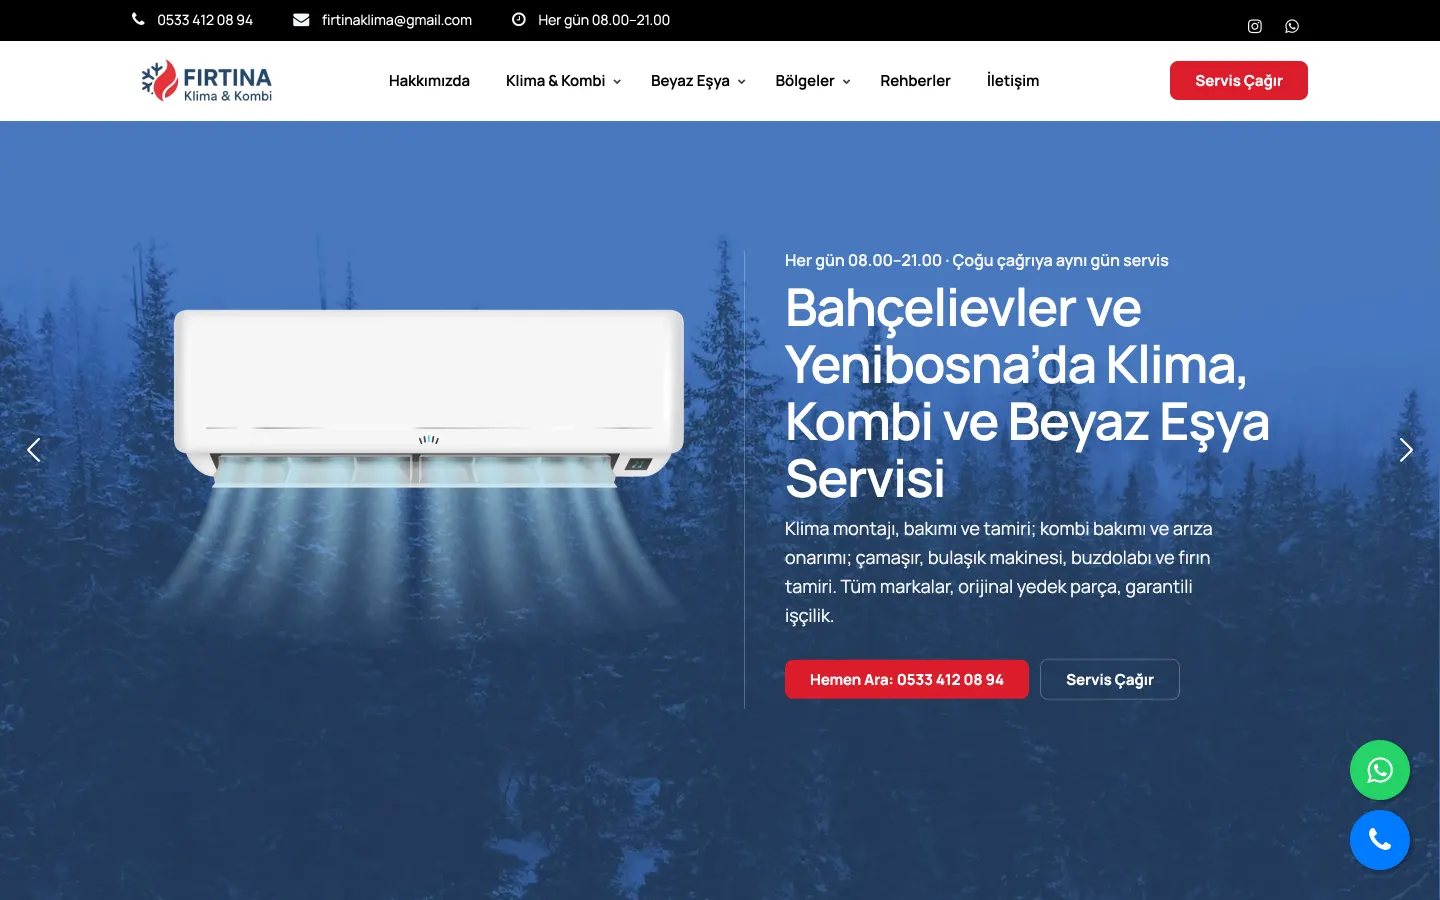 0533 412 08 94
firtinaklima@gmail.com
Her gün 08.00–21.00
FIRTINA
Klima & Kombi
Hakkımızda
Klima & Kombi
Beyaz Eşya
Bölgeler
Rehberler
İletişim
Servis Çağır
Her gün 08.00–21.00 · Çoğu çağrıya aynı gün servis
Bahçelievler ve
Yenibosna’da Klima,
Kombi ve Beyaz Eşya
Servisi
Klima montajı, bakımı ve tamiri; kombi bakımı ve arıza
onarımı; çamaşır, bulaşık makinesi, buzdolabı ve fırın
tamiri. Tüm markalar, orijinal yedek parça, garantili
işçilik.
Hemen Ara: 0533 412 08 94
Servis Çağır